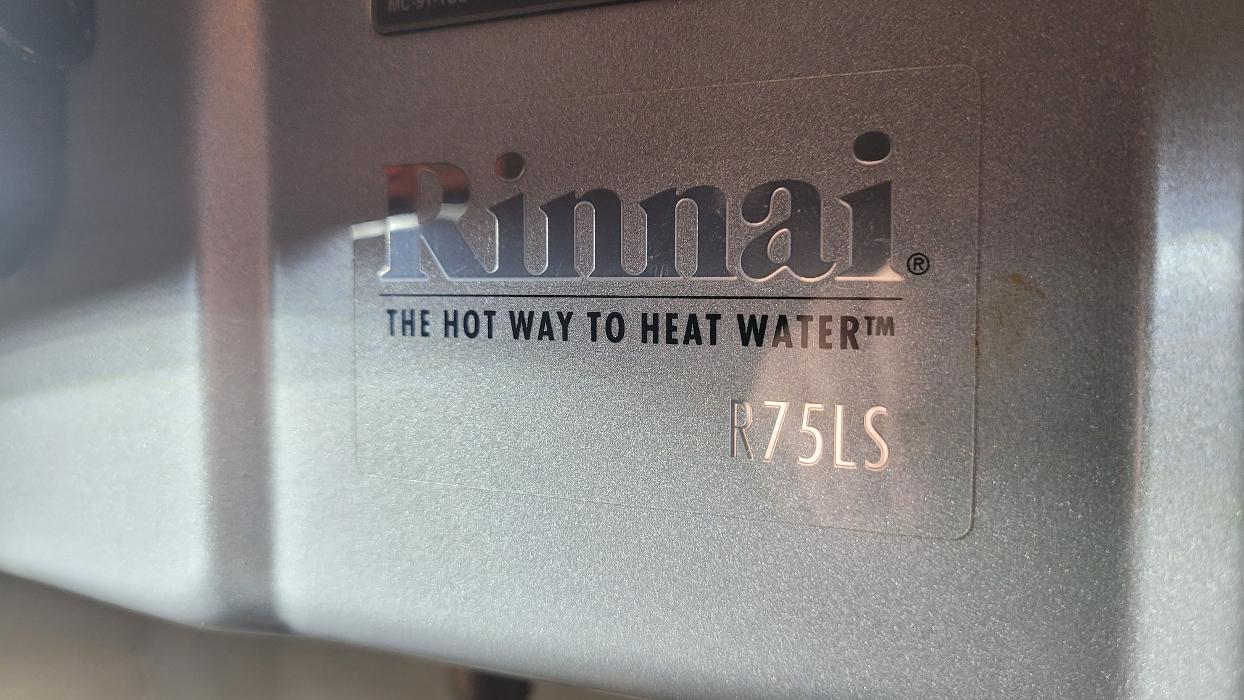 Rinnai®
THE HOT WAY TO HEAT WATER™
R75LS